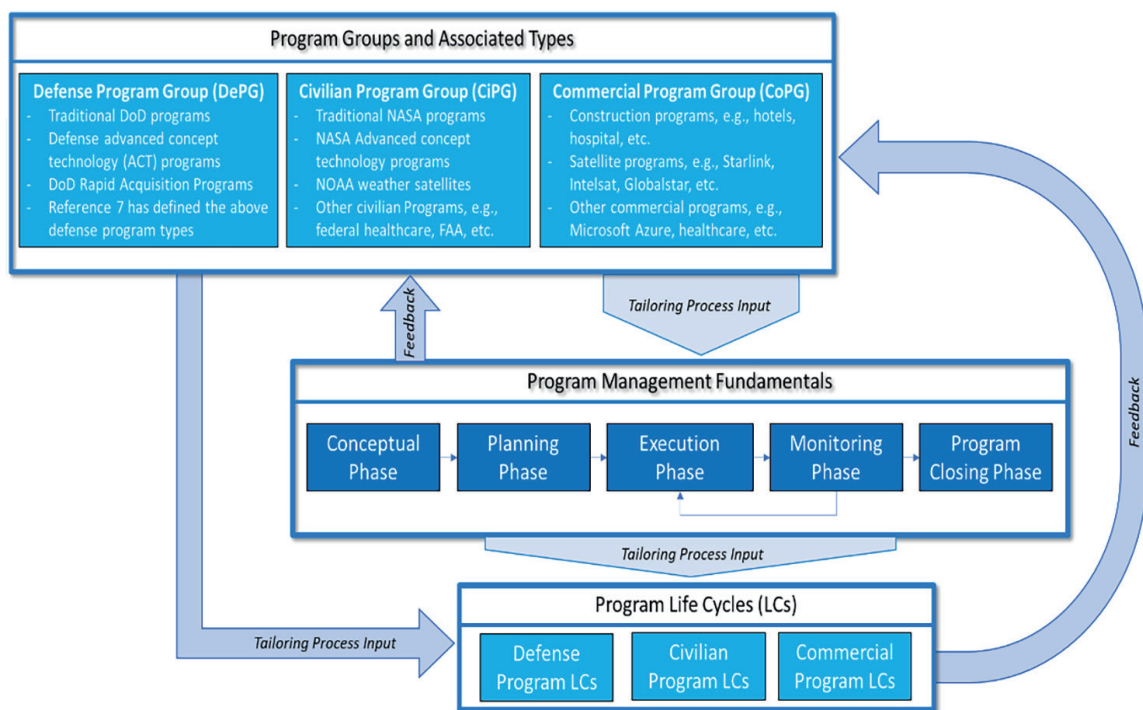 Program Groups and Associated Types
Defense Program Group (DePG)
- Traditional DoD programs
- Defense advanced concept
technology (ACT) programs
- DoD Rapid Acquisition Programs
- Reference 7 has defined the above
defense program types
Civilian Program Group (CiPG)
- Traditional NASA programs
- NASA Advanced concept
technology programs
- NOAA weather satellites
- Other civilian Programs, e.g.,
federal healthcare, FAA, etc.
Commercial Program Group (CoPG)
- Construction programs, e.g., hotels,
hospital, etc.
- Satellite programs, e.g., Starlink,
Intelsat, Globalstar, etc.
- Other commercial programs, e.g.,
Microsoft Azure, healthcare, etc.
Feedback
Tailoring Process Input
Feedback
Program Management Fundamentals
Conceptual
Phase
Planning
Phase
Execution
Phase
Monitoring
Phase
Program
Closing Phase
Tailoring Process Input
Tailoring Process Input
Program Life Cycles (LCs)
Defense
Program LCs
Civilian
Program LCs
Commercial
Program LCs